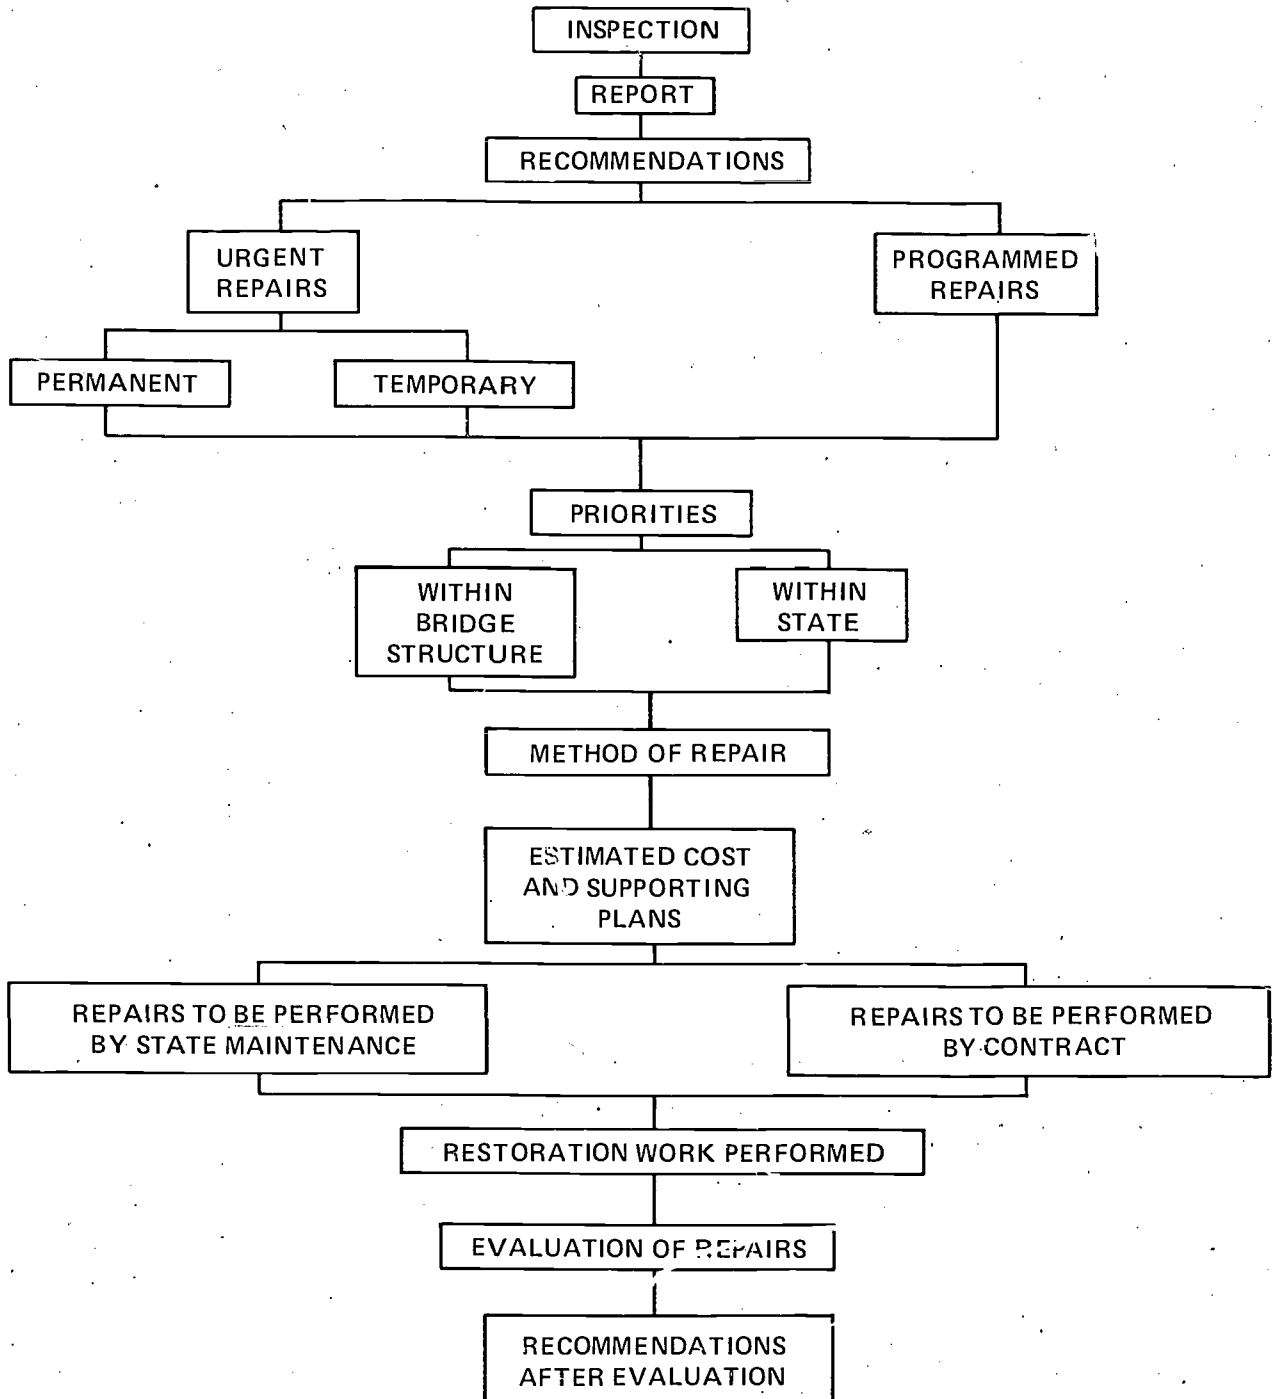 INSPECTION
REPORT
RECOMMENDATIONS
URGENT
REPAIRS
PROGRAMMED
REPAIRS
PERMANENT
TEMPORARY
PRIORITIES
WITHIN
BRIDGE
STRUCTURE
WITHIN
STATE
METHOD OF REPAIR
ESTIMATED COST
AND SUPPORTING
PLANS
REPAIRS TO BE PERFORMED
BY STATE MAINTENANCE
REPAIRS TO BE PERFORMED
BY CONTRACT
RESTORATION WORK PERFORMED
EVALUATION OF REPAIRS
RECOMMENDATIONS
AFTER EVALUATION